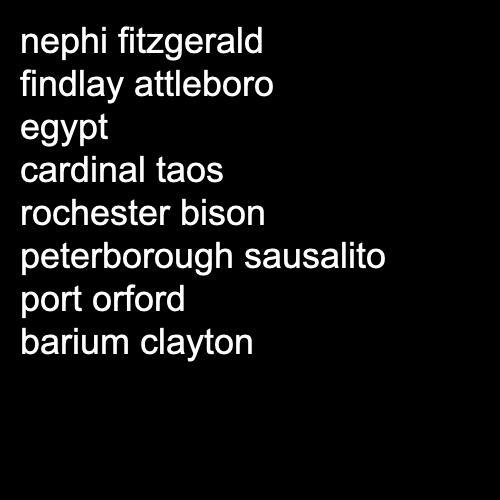 nephi fitzgerald
findlay attleboro
egypt
cardinal taos
rochester bison
peterborough sausalito
port orford
barium clayton